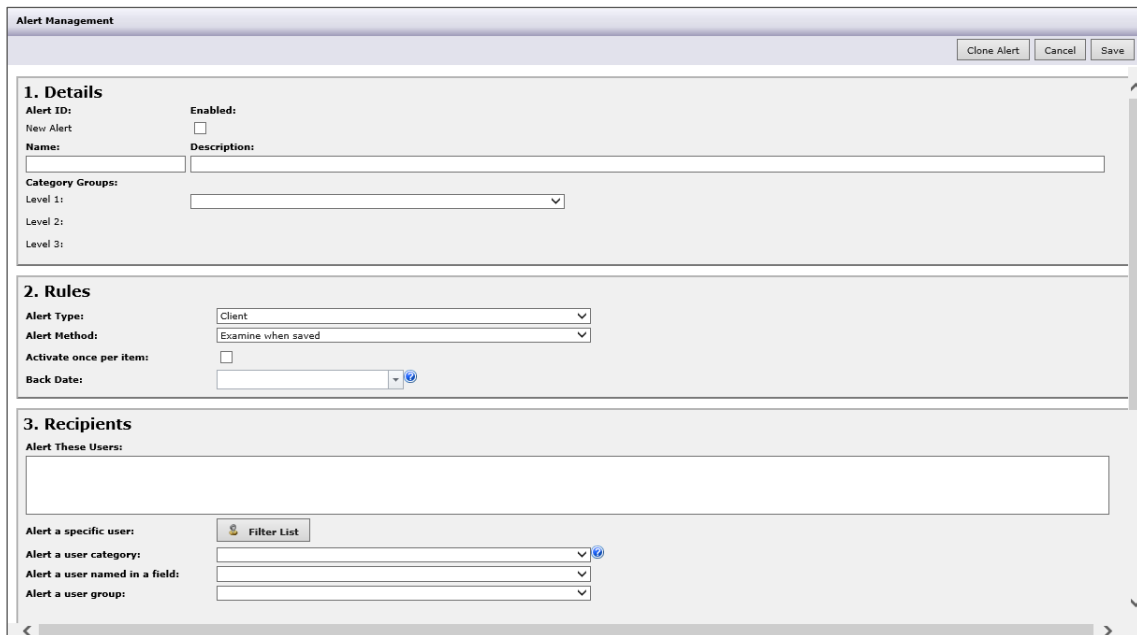 Alert Management
Clone Alert Cancel Save
1. Details
Alert ID: Enabled:
New Alert
Name: Description:
Category Groups:
Level 1:
Level 2:
Level 3:
2. Rules
Alert Type: Client
Alert Method: Examine when saved
Activate once per item:
Back Date:
3. Recipients
Alert These Users:
Alert a specific user: Filter List
Alert a user category:
Alert a user named in a field:
Alert a user group: